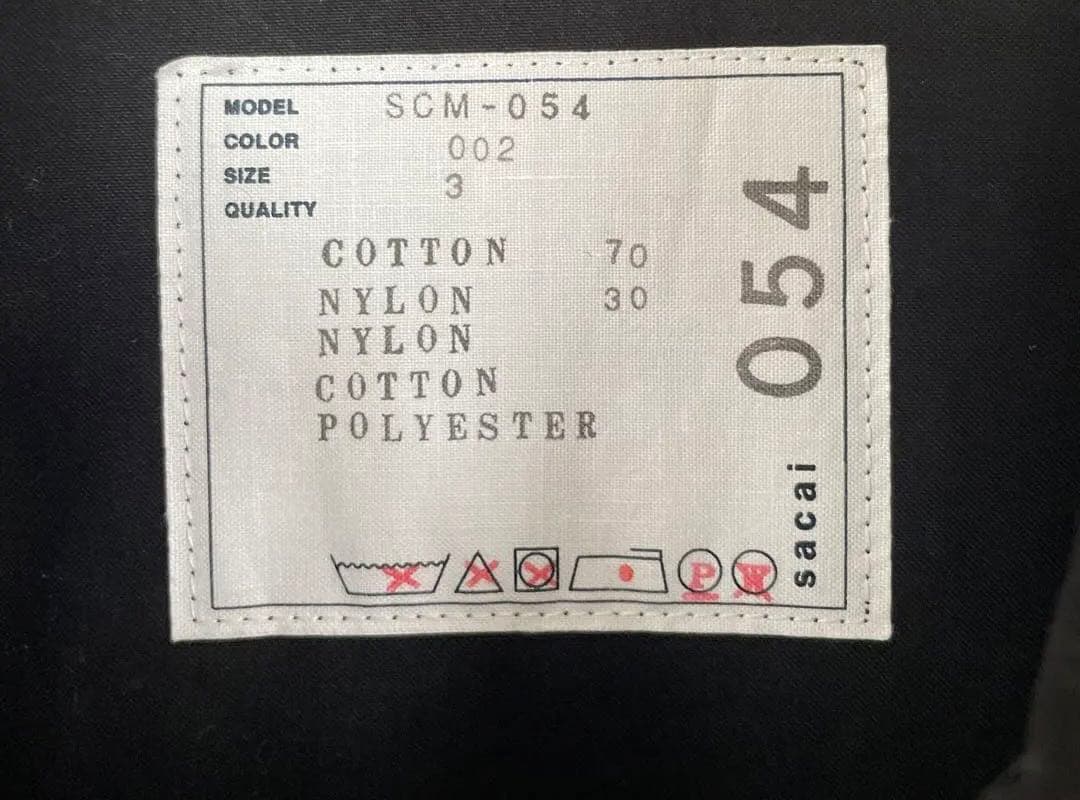 MODEL SCM-054
COLOR 002
SIZE 3
QUALITY
COTTON 70
NYLON 30
NYLON
COTTON
POLYESTER
P
W
sacai 054